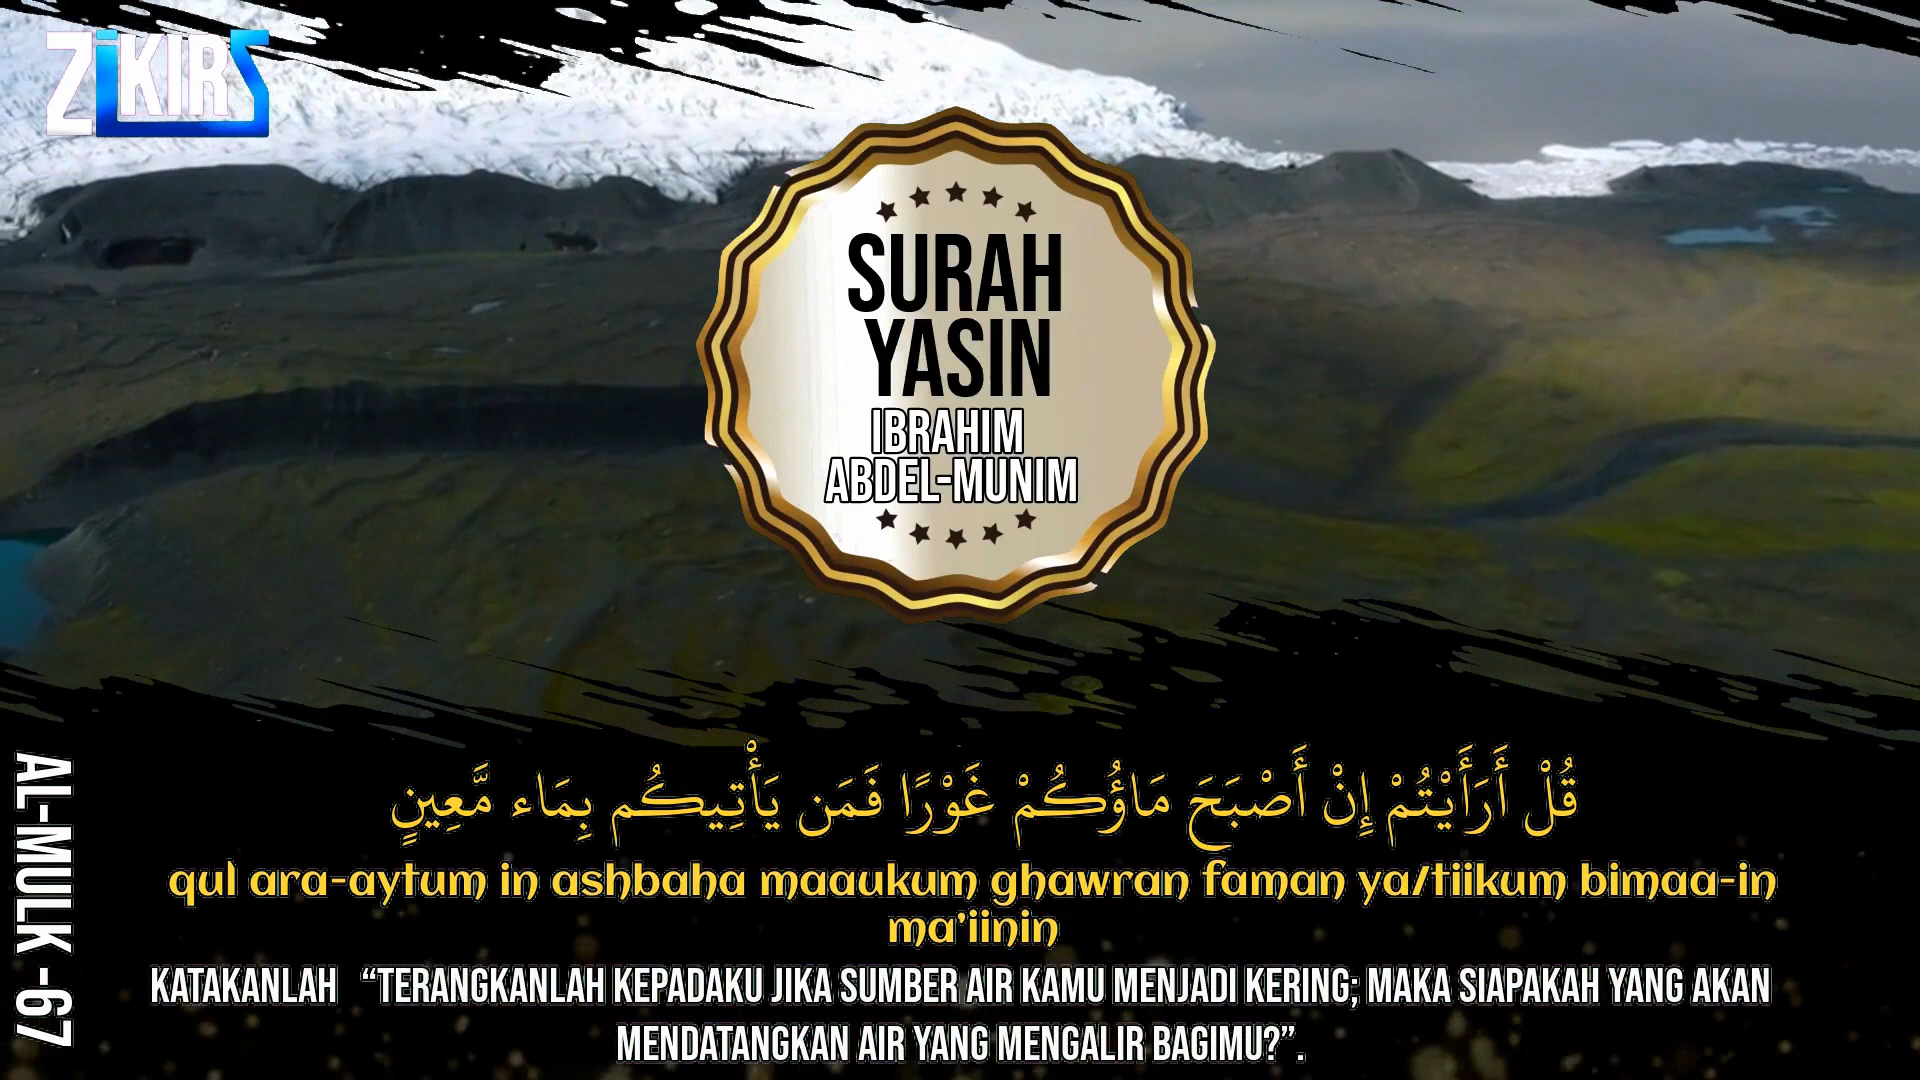 ZIKIRS
SURAH
YASIN
IBRAHIM
ABDEL-MUNIM
قُلْ أَرَأَيْتُمْ إِنْ أَصْبَحَ مَاؤُكُمْ غَوْرًا فَمَن يَأْتِيكُم بِمَاء مَّعِينٍ
qul ara-aytum in ashbaha maaukum ghawran faman ya/tiikum bimaa-in
ma'iinin
KATAKANLAH “TERANGKANLAH KEPADAKU JIKA SUMBER AIR KAMU MENJADI KERING; MAKA SIAPAKAH YANG AKAN
MENDATANGKAN AIR YANG MENGALIR BAGIMU?”.
AL-MULK -67